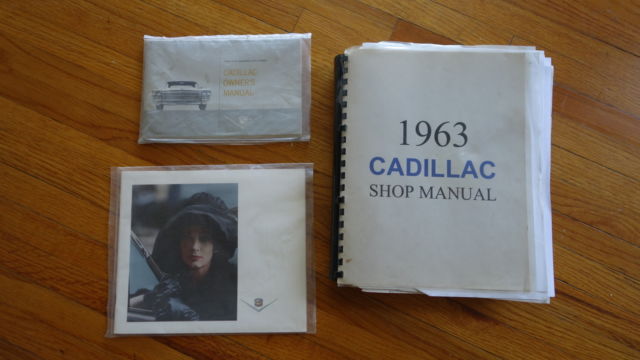 CADILLAC
OWNER'S
MANUAL
1963
CADILLAC
SHOP MANUAL